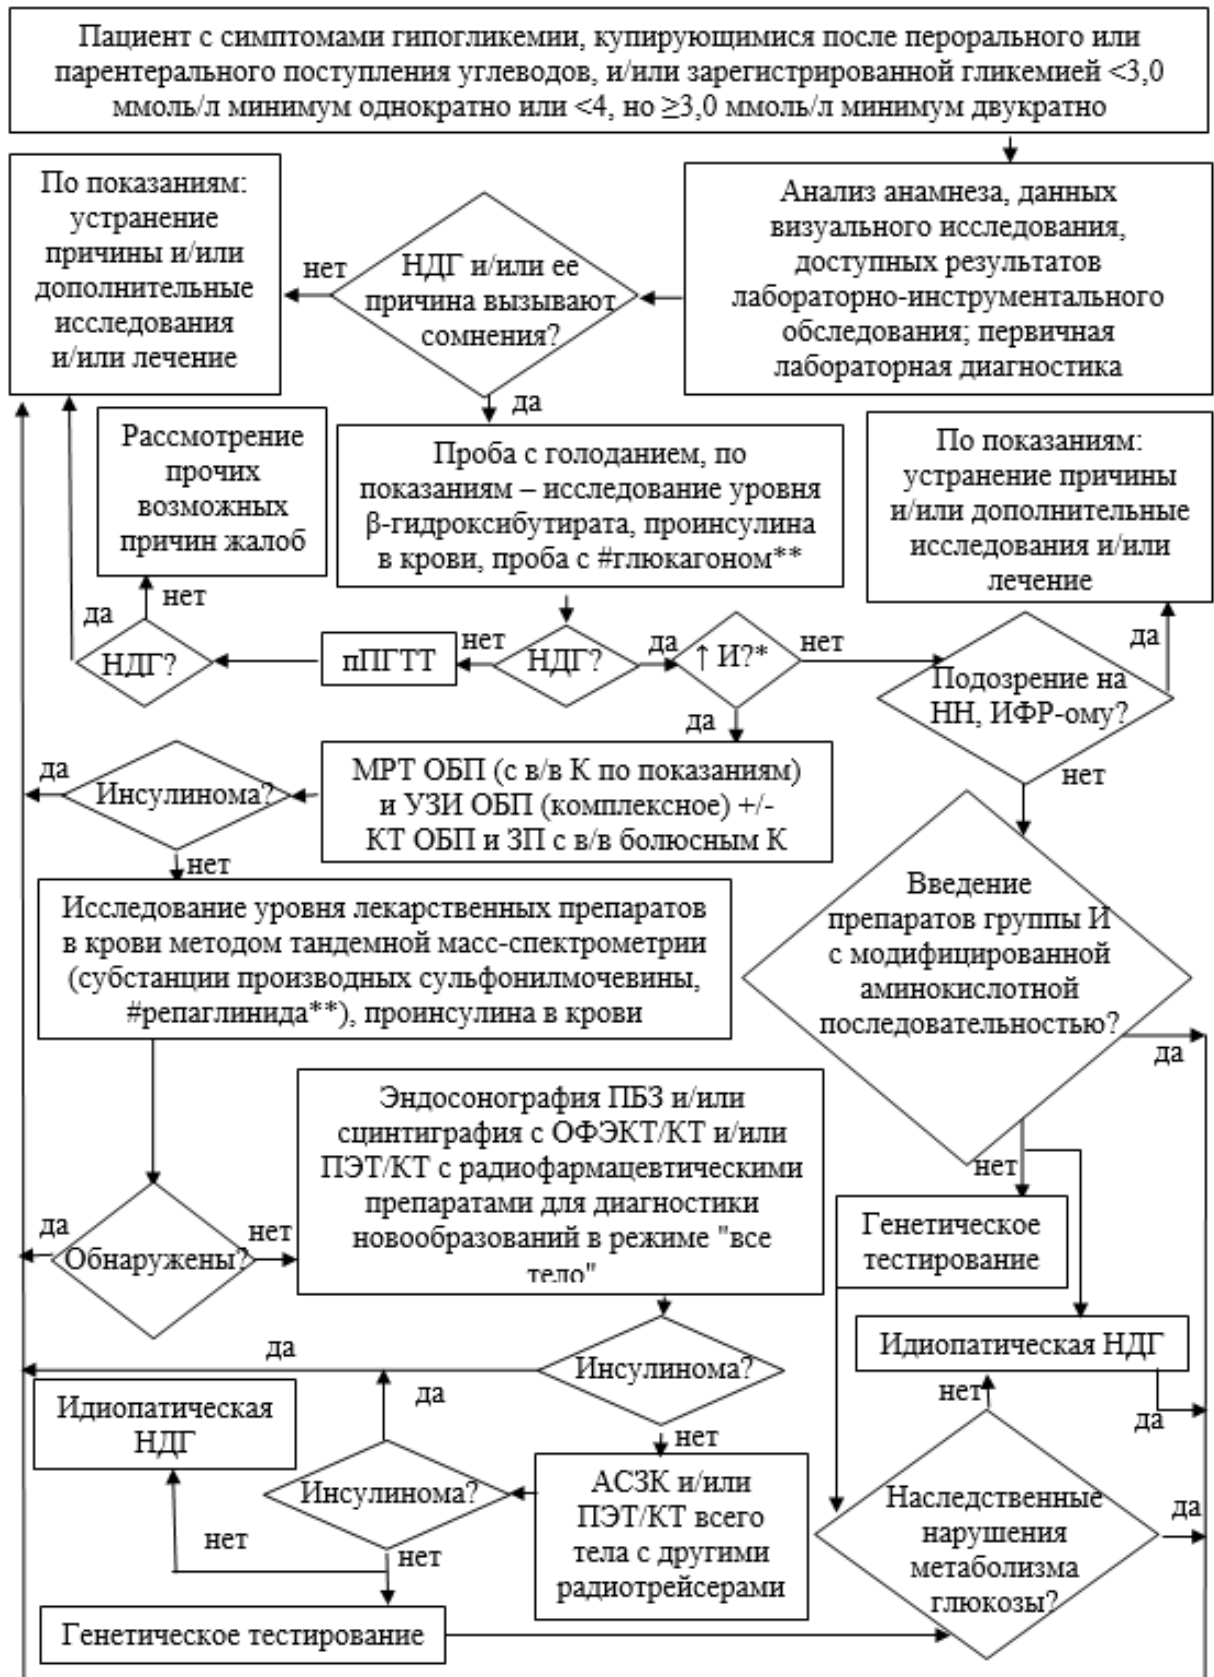 Пациент с симптомами гипогликемии, купирующимися после перорального или
парентерального поступления углеводов, и/или зарегистрированной гликемией <3,0
ммоль/л минимум однократно или <4, но ≥3,0 ммоль/л минимум двукратно
По показаниям:
устранение
причины и/или
дополнительные
исследования
и/или лечение
нет
НДГ и/или ее
причина вызывают
сомнения?
Анализ анамнеза, данных
визуального исследования,
доступных результатов
лабораторно-инструментального
обследования; первичная
лабораторная диагностика
да
Рассмотрение
прочих
возможных
причин жалоб
Проба с голоданием, по
показаниям – исследование уровня
β-гидроксибутирата, проинсулина
в крови, проба с #глюкагоном**
По показаниям:
устранение причины
и/или дополнительные
исследования и/или
лечение
да
нет
НДГ?
пПГТТ
нет
НДГ?
да
↑ И?*
нет
да
Подозрение на
НН, ИФР-ому?
да
нет
да
Инсулинома?
МРТ ОБП (с в/в К по показаниям)
и УЗИ ОБП (комплексное) +/-
КТ ОБП и ЗП с в/в болюсным К
нет
Исследование уровня лекарственных препаратов
в крови методом тандемной масс-спектрометрии
(субстанции производных сульфонилмочевины,
#репаглинида**), проинсулина в крови
Введение
препаратов группы И
с модифицированной
аминокислотной
последовательностью?
да
нет
Эндосонография ПБЗ и/или
сцинтиграфия с ОФЭКТ/КТ и/или
ПЭТ/КТ с радиофармацевтическими
препаратами для диагностики
новообразований в режиме "все
тело"
да
Обнаружены?
нет
Генетическое
тестирование
да
Инсулинома?
Идиопатическая НДГ
нет
да
Идиопатическая
НДГ
да
нет
Инсулинома?
АСЗК и/или
ПЭТ/КТ всего
тела с другими
радиотрейсерами
Наследственные
нарушения
метаболизма
глюкозы?
да
нет
нет
Генетическое тестирование